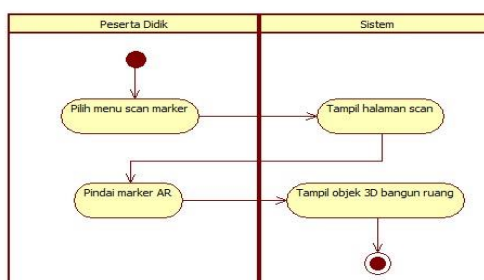 Peserta Didik
Sistem
Pilih menu scan marker
Tampil halaman scan
Pindai marker AR
Tampil objek 3D bangun ruang